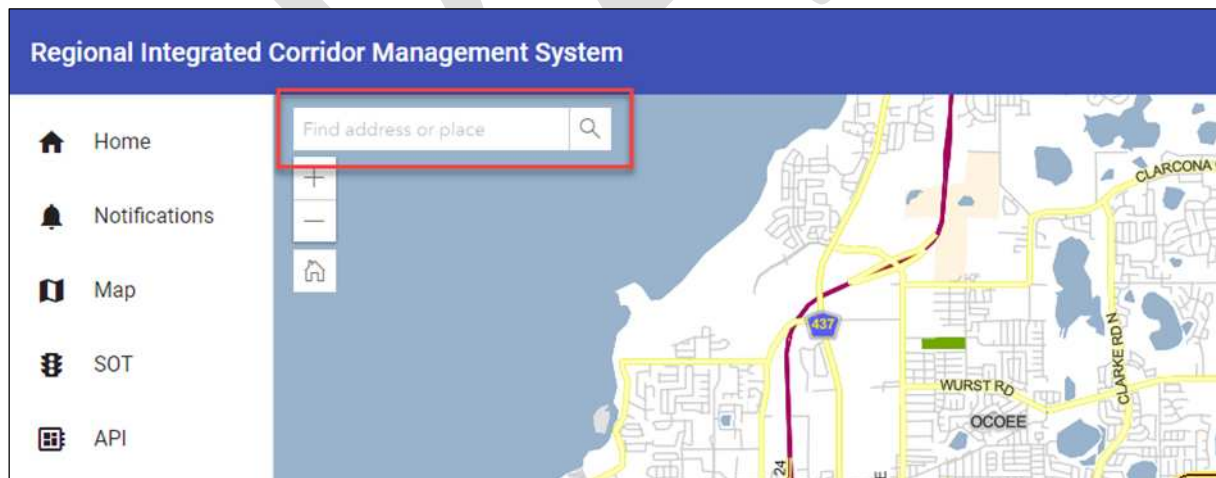 Regional Integrated Corridor Management System
Find address or place
Home
Notifications
Map
SOT
API
CLARCONA
437
CLARKE RD N
WURST RD
OCOEE
24